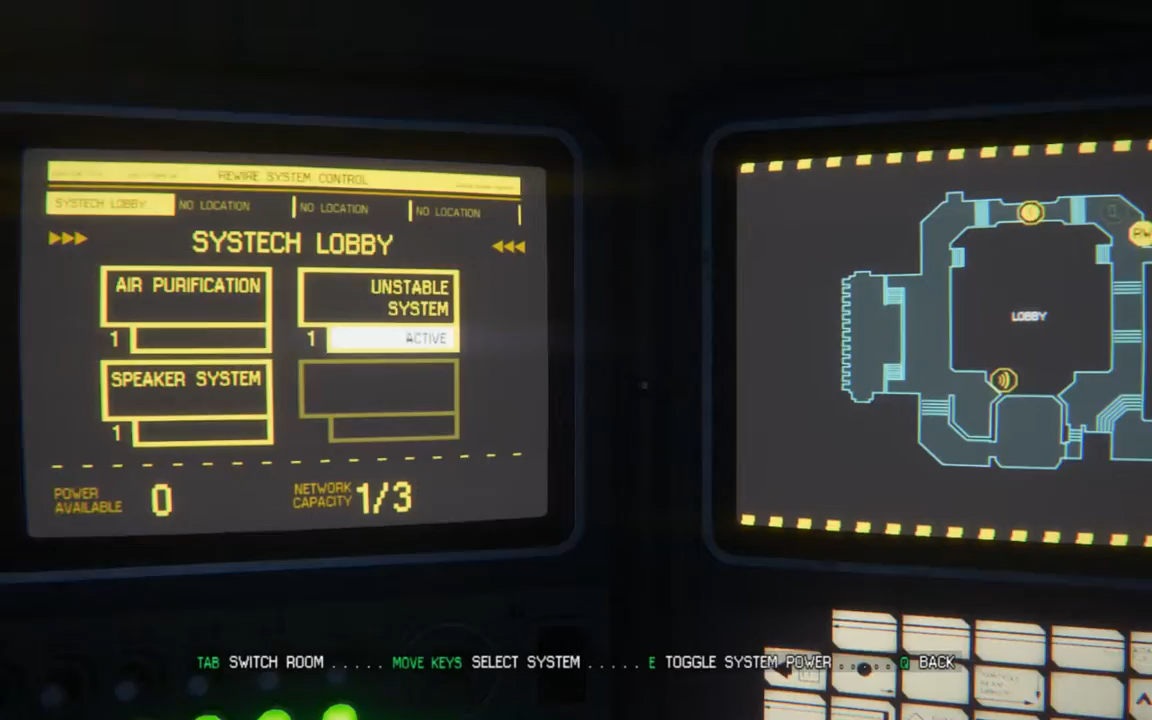 REWIRE SYSTEM CONTROL
SYSTECH LOBBY NO LOCATION NO LOCATION NO LOCATION
SYSTECH LOBBY
AIR PURIFICATION
1
UNSTABLE
SYSTEM
1 ACTIVE
SPEAKER SYSTEM
1
POWER
AVAILABLE 0
NETWORK
CAPACITY 1/3
LOBBY
TAB SWITCH ROOM ..... MOVE KEYS SELECT SYSTEM ..... E TOGGLE SYSTEM POWER ..... Q BACK